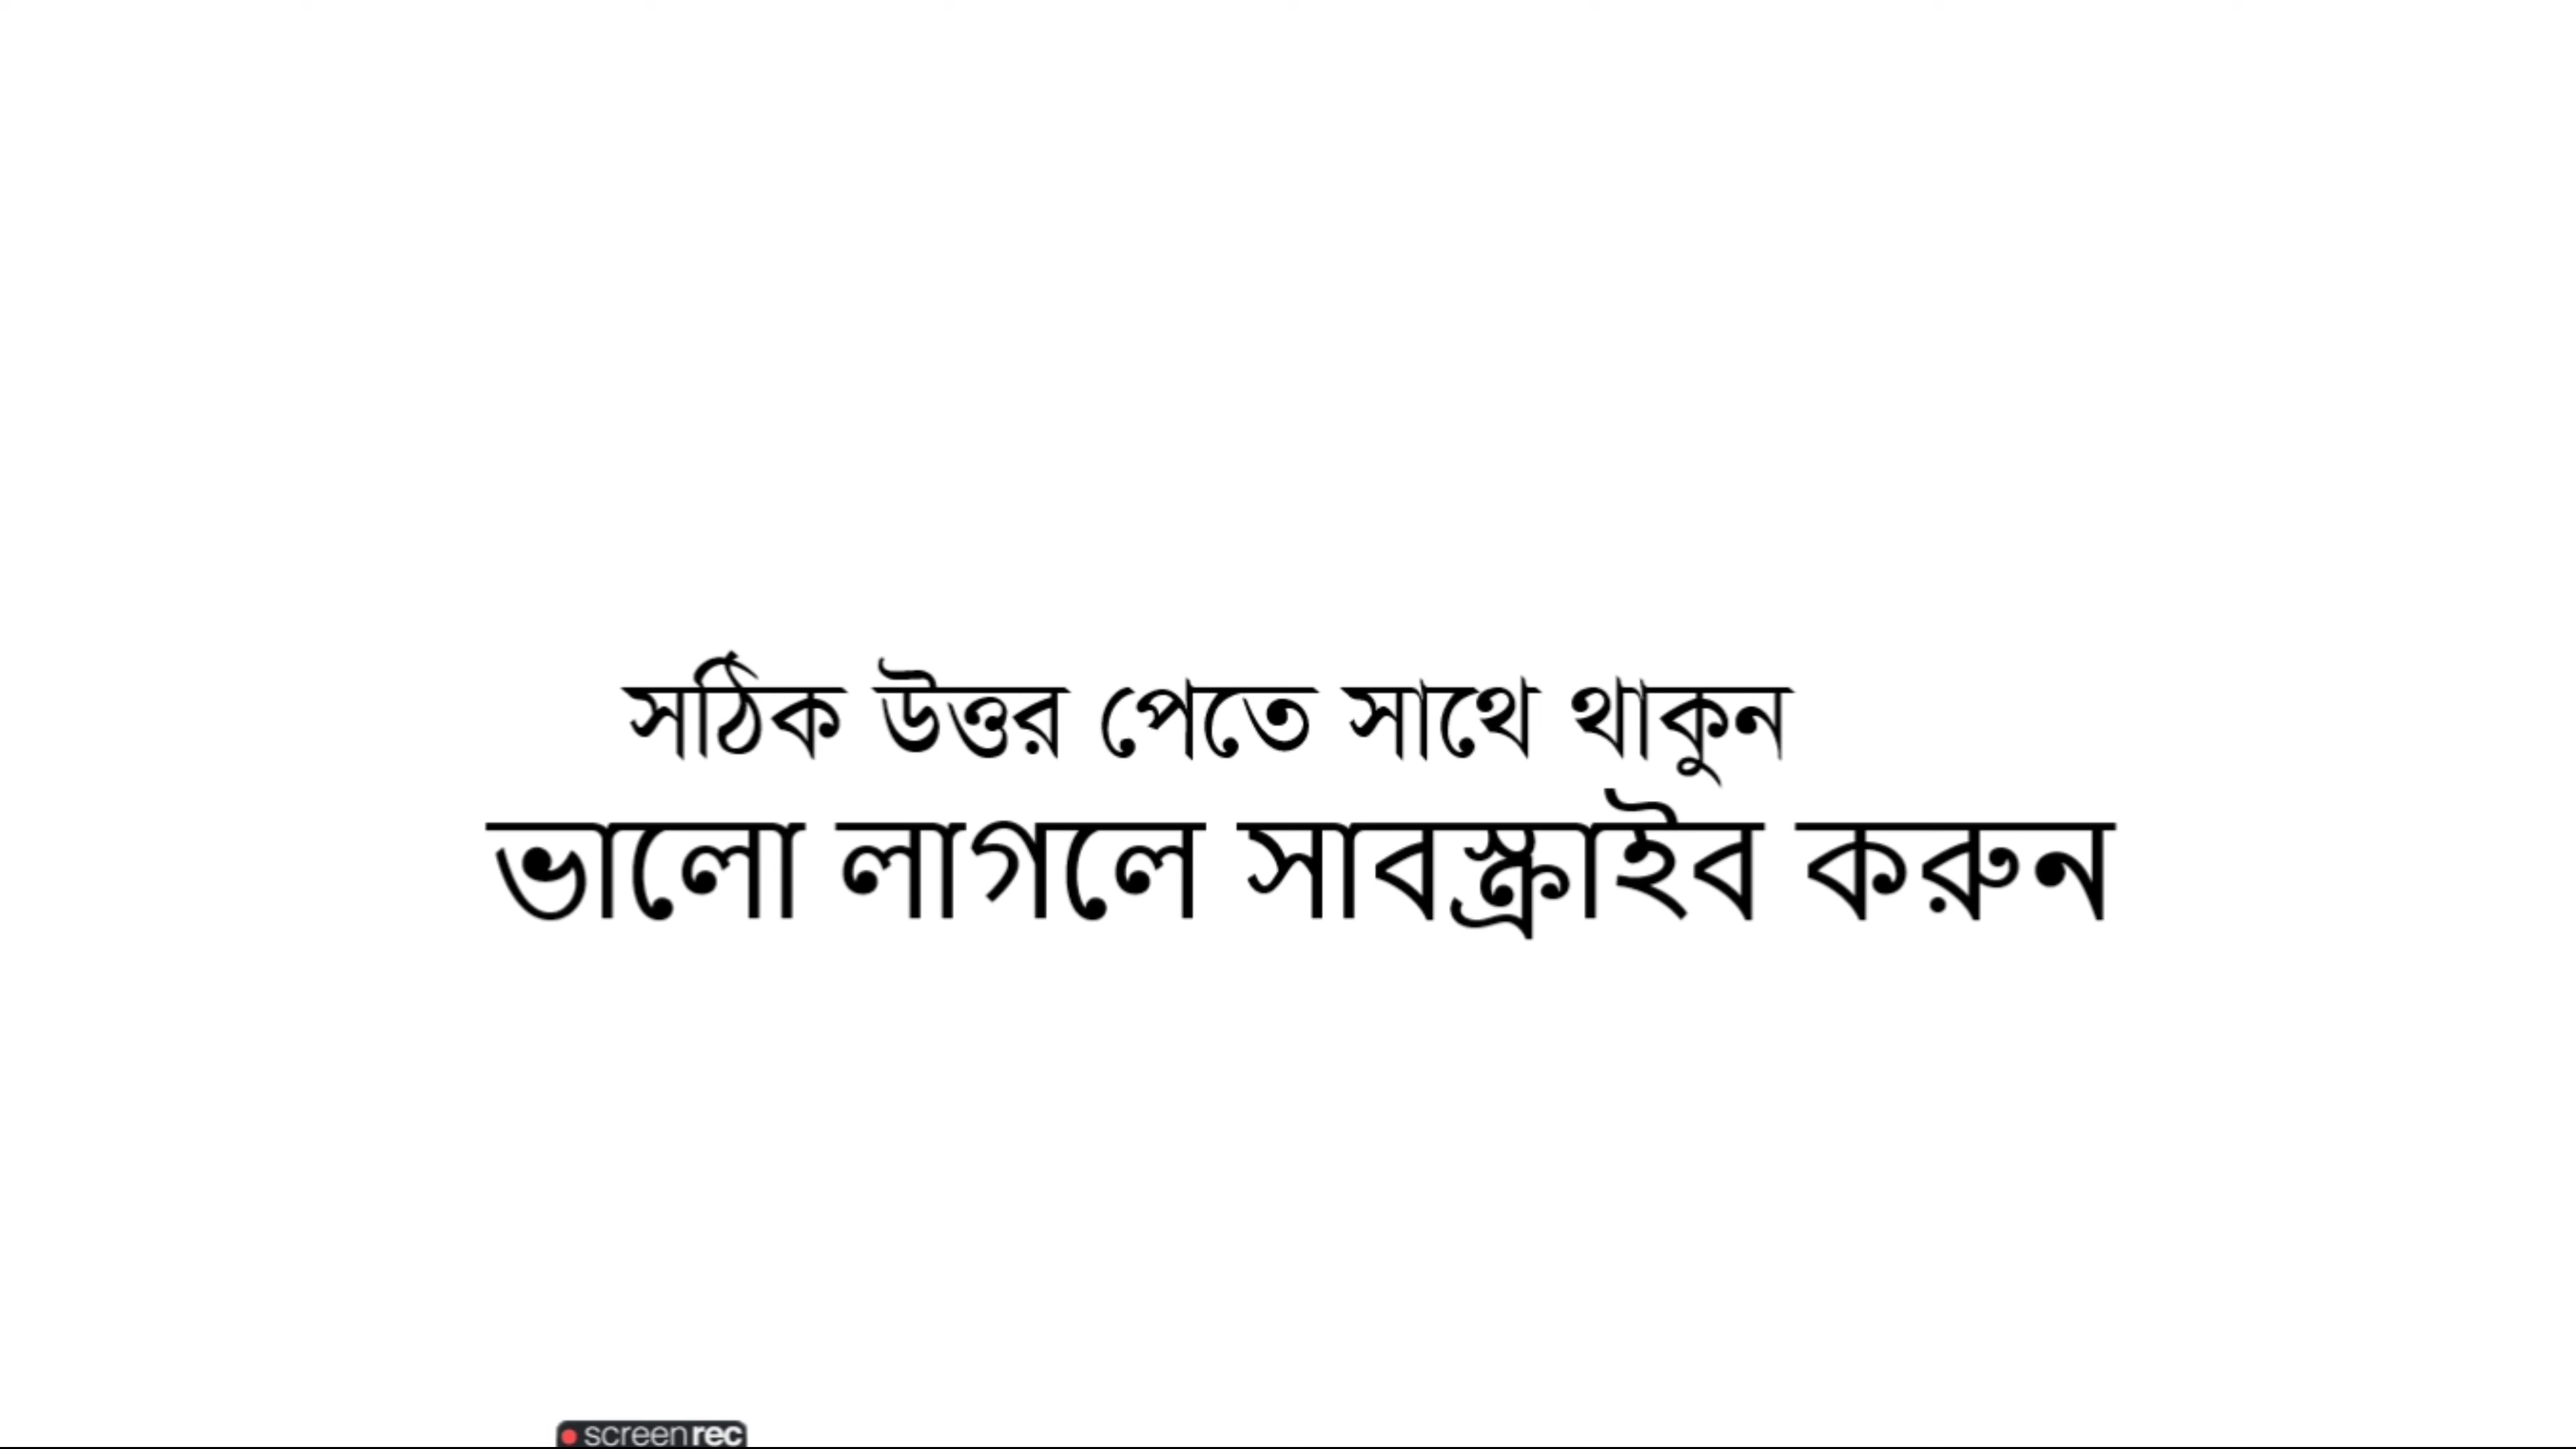 সঠিক উত্তর পেতে সাথে থাকুন
ভালো লাগলে সাবস্ক্রাইব করুন
screenrec